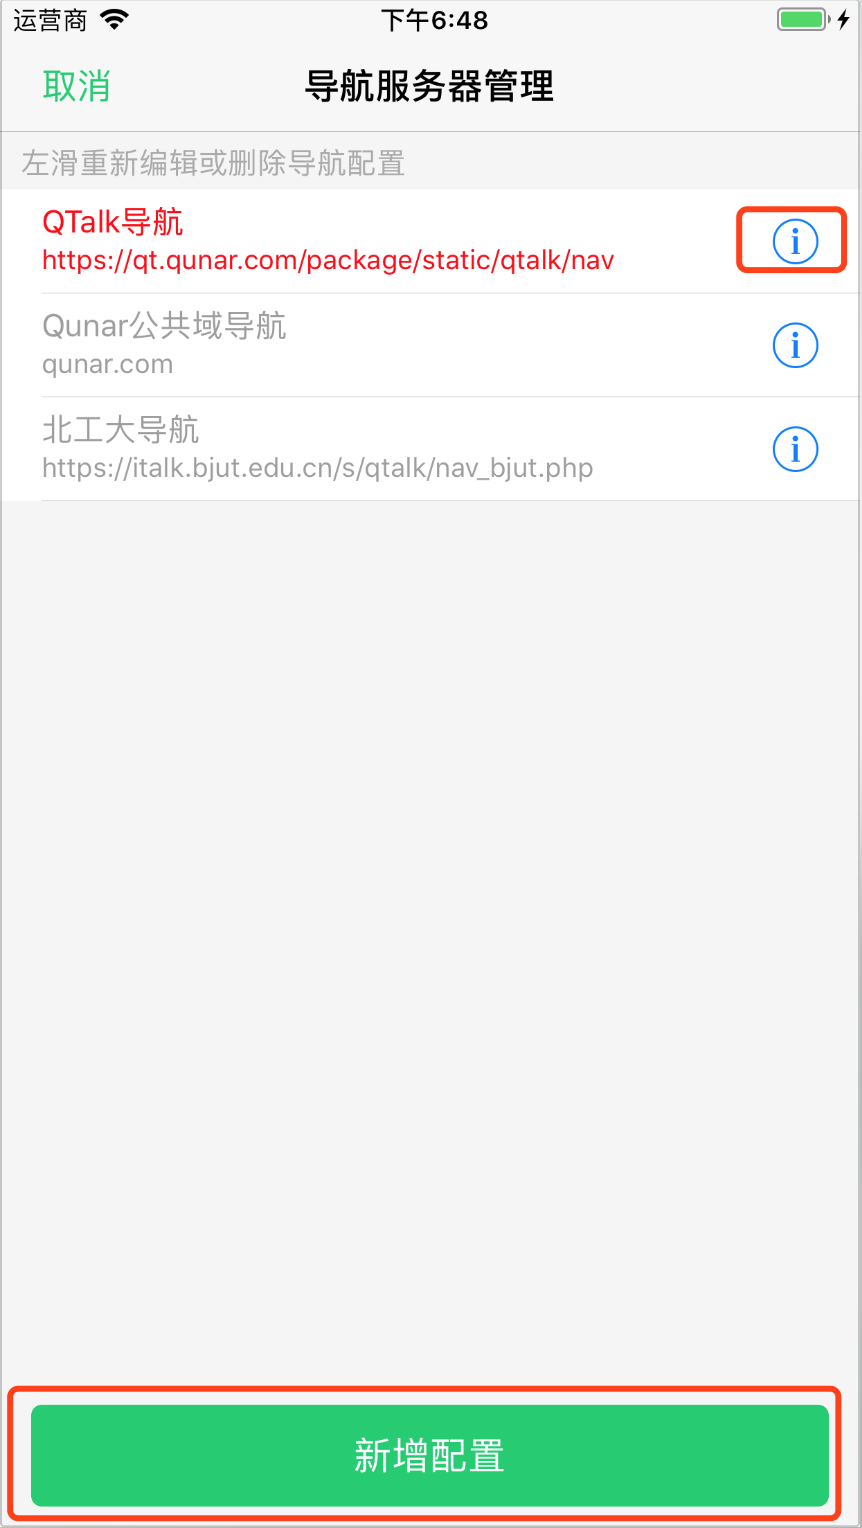 运营商 下午6:48
取消 导航服务器管理
左滑重新编辑或删除导航配置
QTalk导航
https://qt.qunar.com/package/static/qtalk/nav
i
Qunar公共域导航
qunar.com
i
北工大导航
https://italk.bjut.edu.cn/s/qtalk/nav_bjut.php
i
新增配置